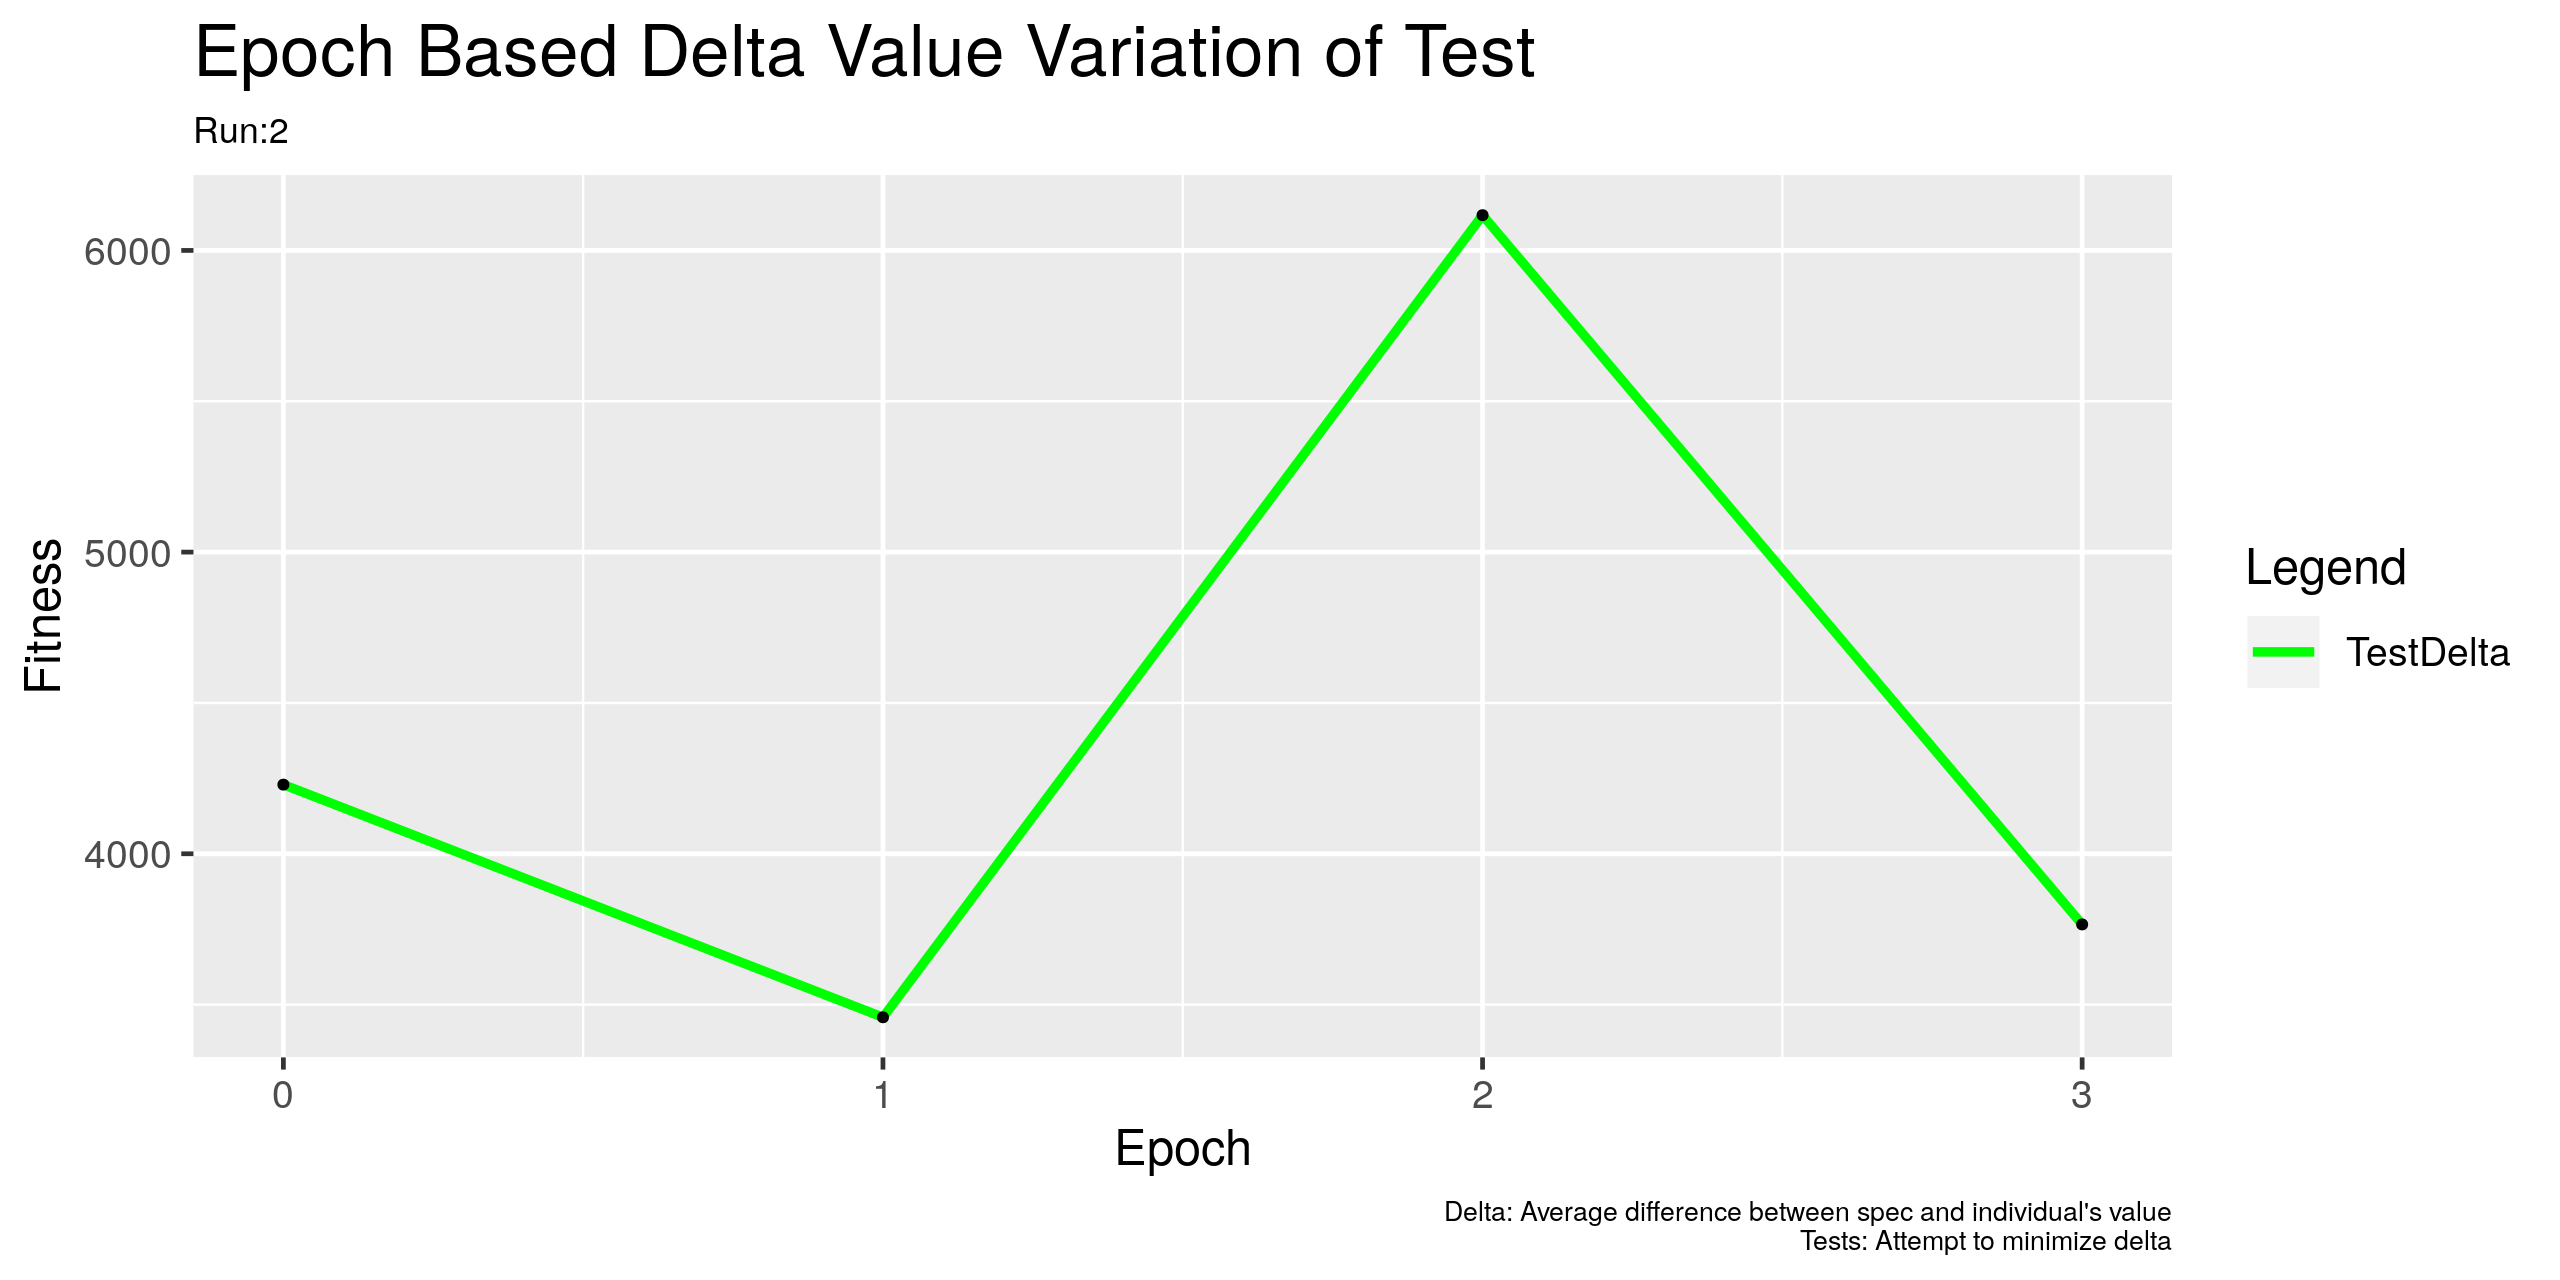 Epoch Based Delta Value Variation of Test
Run:2
6000
5000
4000
Fitness
0 1 2 3
Epoch
Legend
TestDelta
Delta: Average difference between spec and individual's value
Tests: Attempt to minimize delta